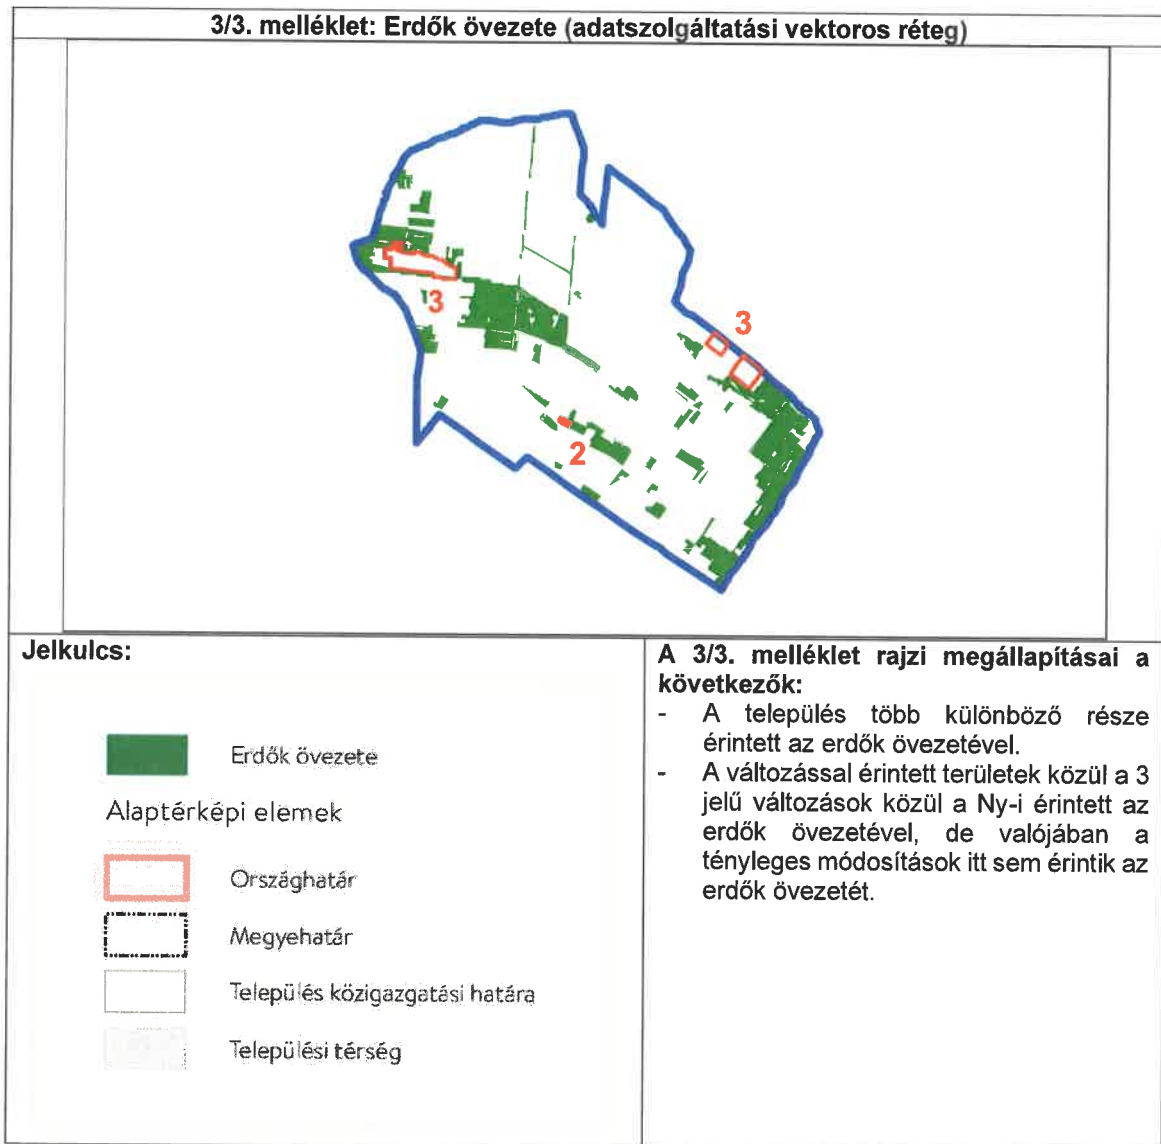 3/3. melléklet: Erdők övezete (adatszolgáltatási vektoros réteg)
3
3
2
Jelkulcs:
Erdők övezete
Alaptérképi elemek
Országhatár
Megyehatár
Település közigazgatási határa
Települési térség
A 3/3. melléklet rajzi megállapításai a
következők:
- A település több különböző része
érintett az erdők övezetével.
- A változással érintett területek közül a 3
jelű változások közül a Ny-i érintett az
erdők övezetével, de valójában a
tényleges módosítások itt sem érintik az
erdők övezetét.